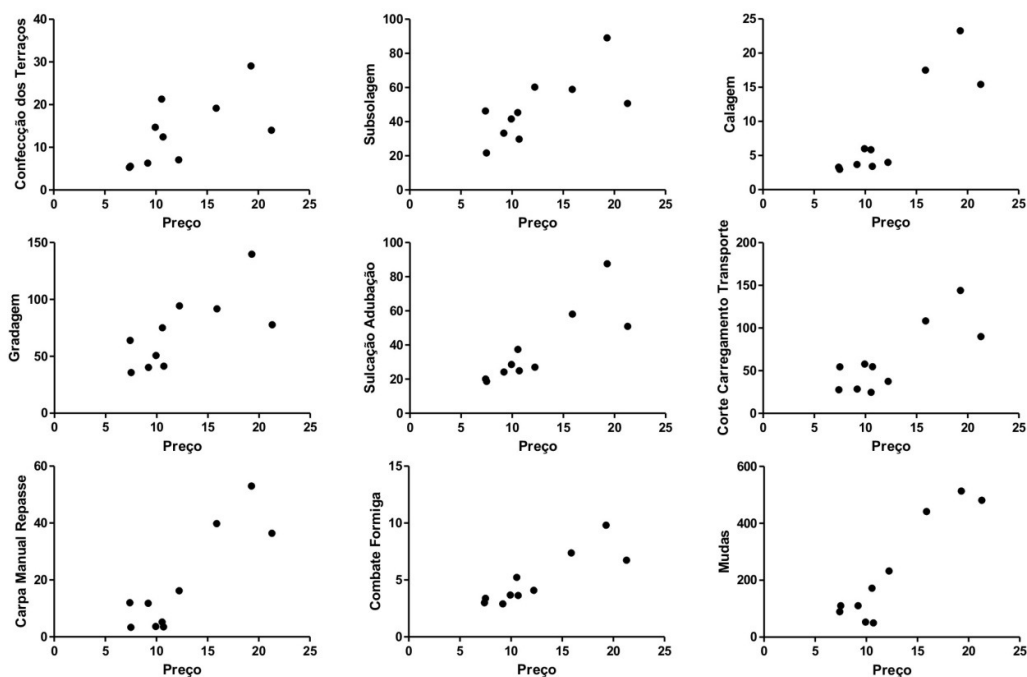 Confeccção dos Terraços
40
30
20
10
0
0 5 10 15 20 25
Preço
Subsolagem
100
80
60
40
20
0
0 5 10 15 20 25
Preço
Calagem
25
20
15
10
5
0
0 5 10 15 20 25
Preço
Gradagem
150
100
50
0
0 5 10 15 20 25
Preço
Sulcação Adubação
100
80
60
40
20
0
0 5 10 15 20 25
Preço
Corte Carregamento Transporte
200
150
100
50
0
0 5 10 15 20 25
Preço
Carpa Manual Repasse
60
40
20
0
0 5 10 15 20 25
Preço
Combate Formiga
15
10
5
0
0 5 10 15 20 25
Preço
Mudas
600
400
200
0
0 5 10 15 20 25
Preço